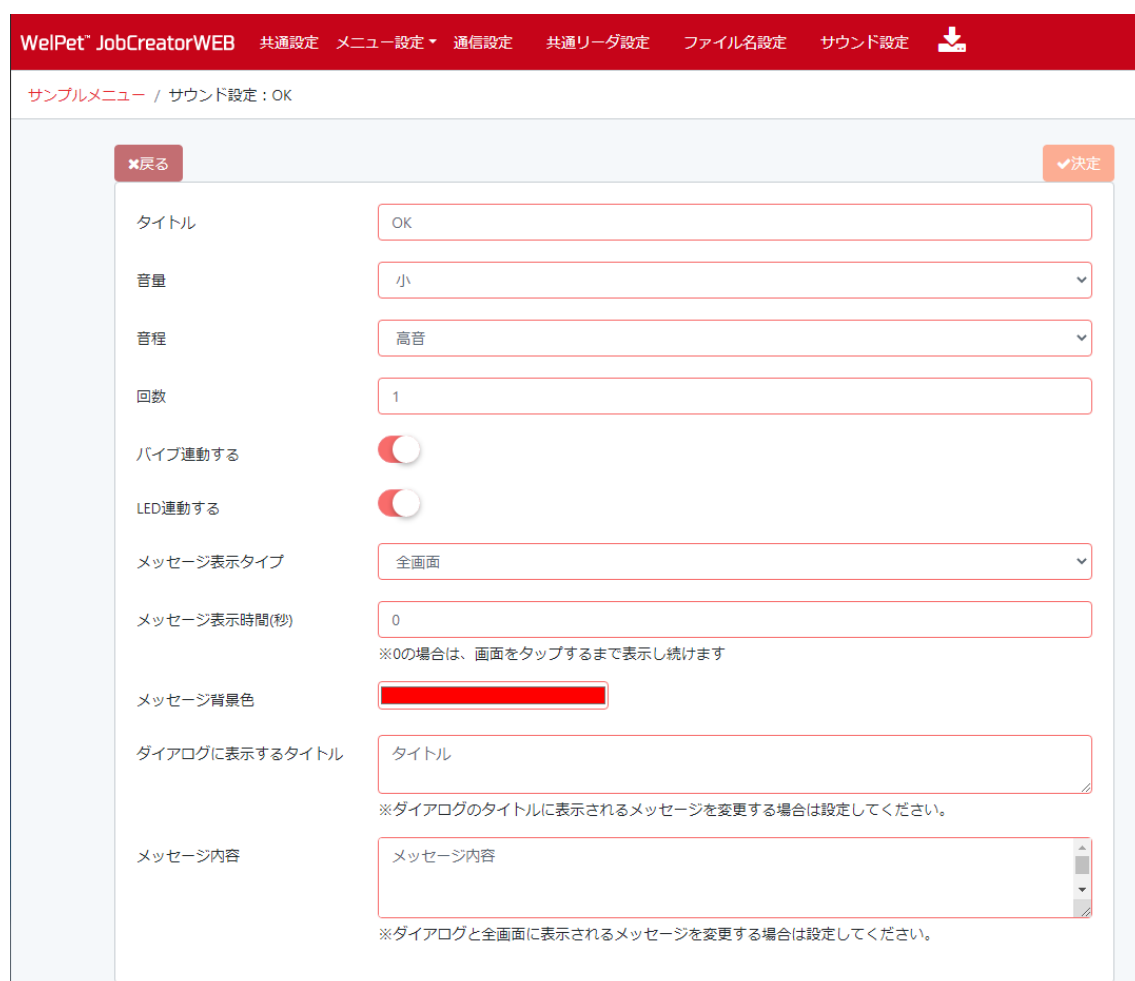 WelPet™ JobCreatorWEB 共通設定 メニュー設定 通信設定 共通リーダ設定 ファイル名設定 サウンド設定
サンプルメニュー / サウンド設定：OK
✖戻る ✔決定
タイトル OK
音量 小
音程 高音
回数 1
バイブ連動する
LED連動する
メッセージ表示タイプ 全画面
メッセージ表示時間(秒) 0
※0の場合は、画面をタップするまで表示し続けます
メッセージ背景色
ダイアログに表示するタイトル タイトル
※ダイアログのタイトルに表示されるメッセージを変更する場合は設定してください。
メッセージ内容 メッセージ内容
※ダイアログと全画面に表示されるメッセージを変更する場合は設定してください。